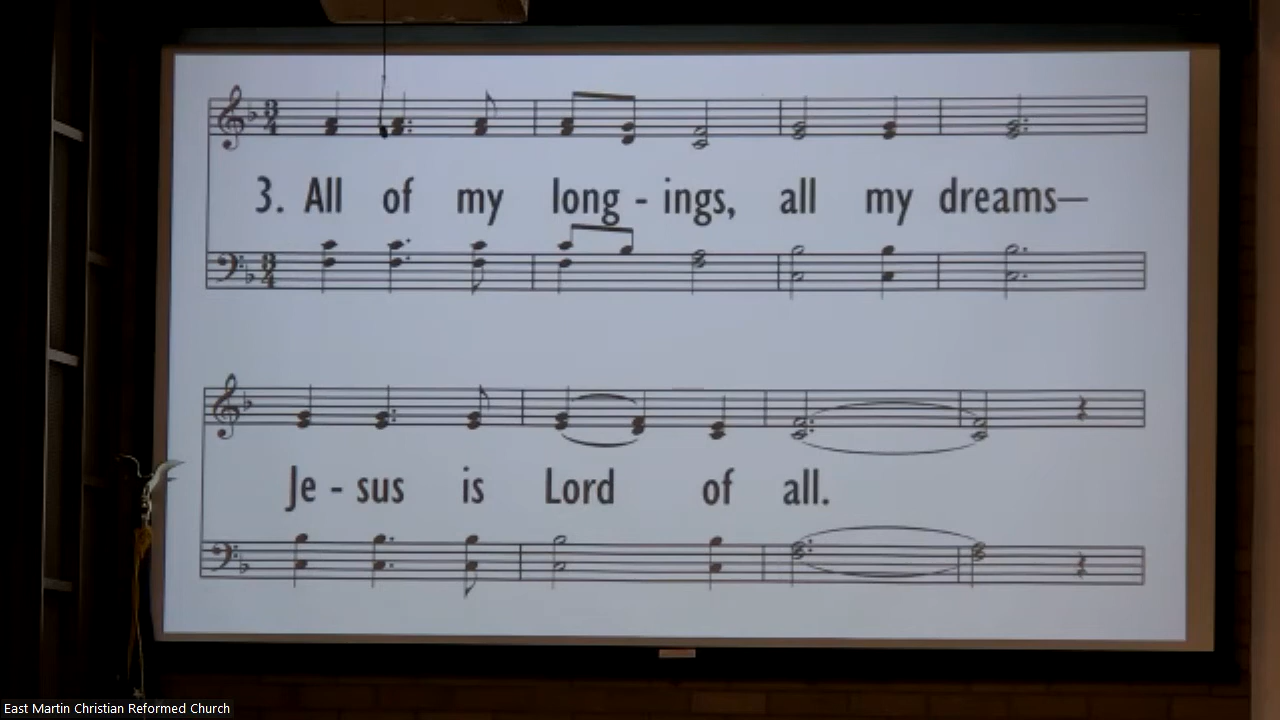 3. All of my long - ings, all my dreams—
Je - sus is Lord of all.
East Martin Christian Reformed Church